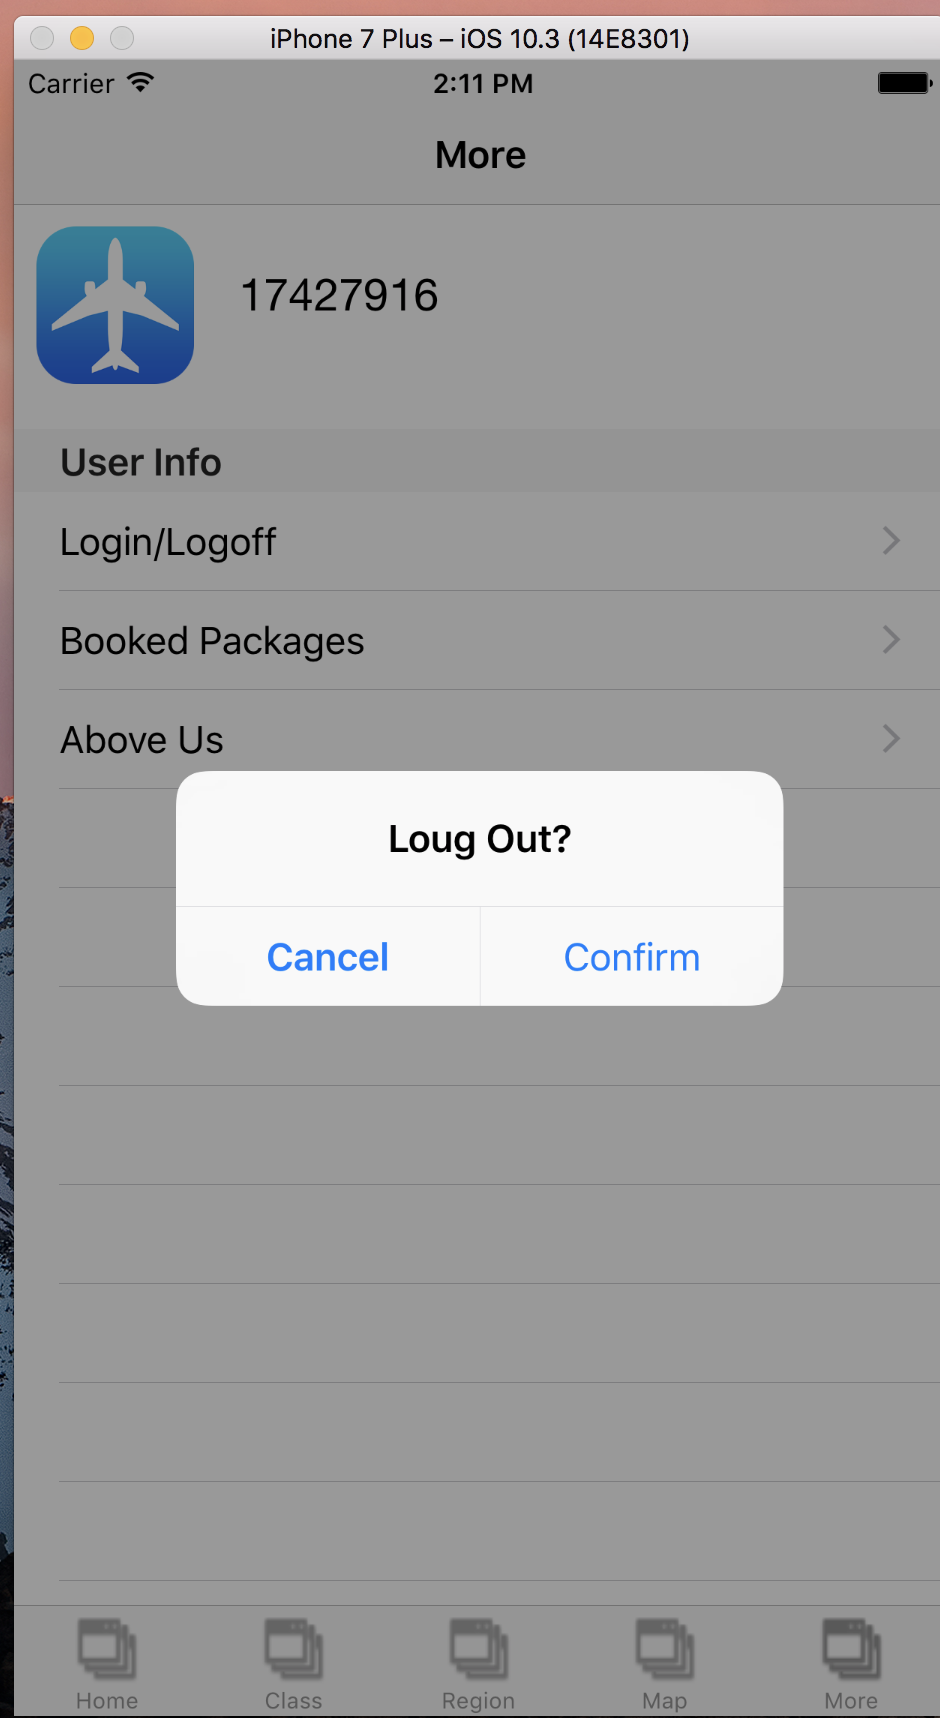 iPhone 7 Plus – iOS 10.3 (14E8301)
Carrier 2:11 PM
More
17427916
User Info
Login/Logoff
Booked Packages
Above Us
Loug Out?
Cancel Confirm
Home Class Region Map More